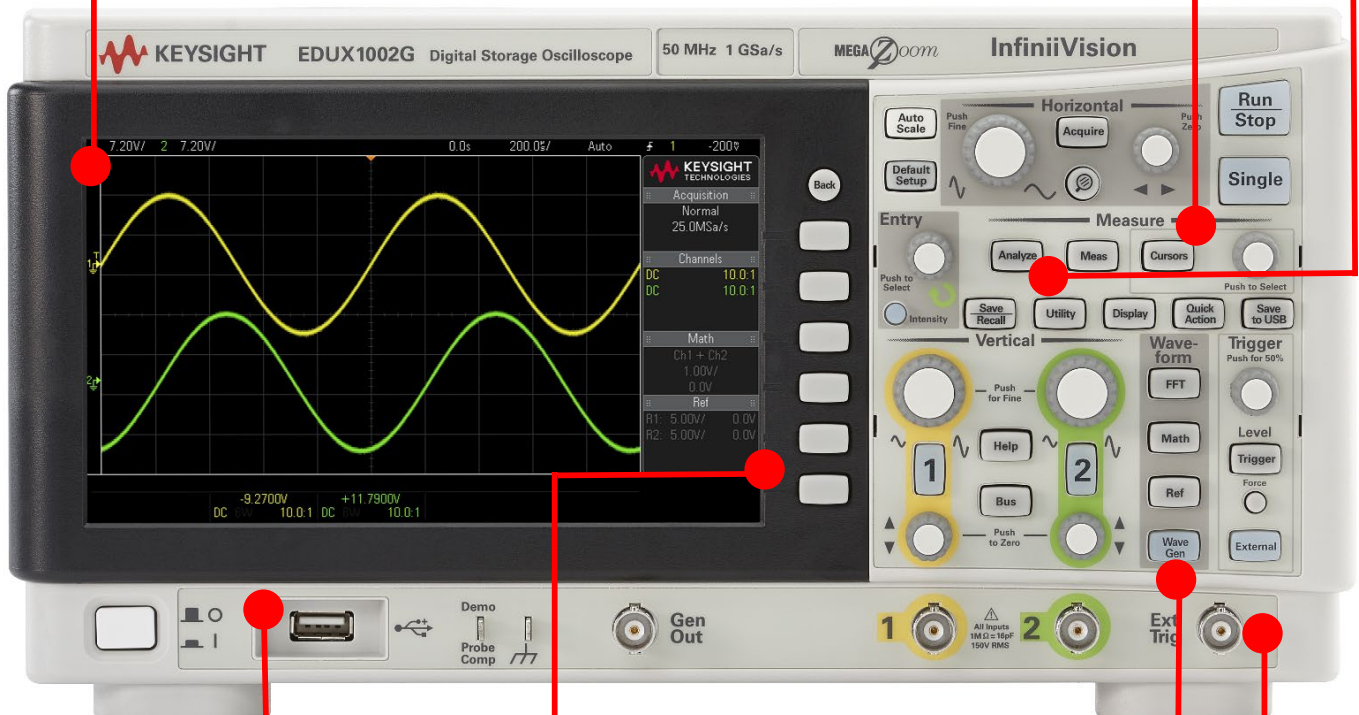 KEYSIGHT EDUX1002G Digital Storage Oscilloscope 50 MHz 1 GSa/s MEGA Zoom InfiniiVision
7.20V/ 2 7.20V/ 0.0s 200.0 Auto 1
KEYSIGHT
TECHNOLOGIES
Acquisition
Normal
25.0MSa/s
Channels
DC 10.0:1
DC 10.0:1
Math
Ch1 + Ch2
1.00V/
0.0V
Ref
R1: 5.00V/ 0.0V
R2: 5.00V/ 0.0V
T
1
2
-9.2700V +11.7900V
DC BW 10.0:1 DC BW 10.0:1
Back
Auto
Scale
Default
Setup
Horizontal
Push
Fine
Acquire
Push
Zero
Run
Stop
Single
Entry
Push to
Select
Intensity
Measure
Analyze Meas Cursors
Push to Select
Save
Recall
Utility
Display
Quick
Action
Save
to USB
Vertical
Push
for Fine
1
Help
2
Bus
Push
to Zero
Wave-
form
FFT
Math
Ref
Wave
Gen
Trigger
Push for 50%
Level
Trigger
Force
External
Demo
Probe
Comp
Gen
Out
1
All Inputs
1MΩ = 16pF
150V RMS
2
Ext
Trig